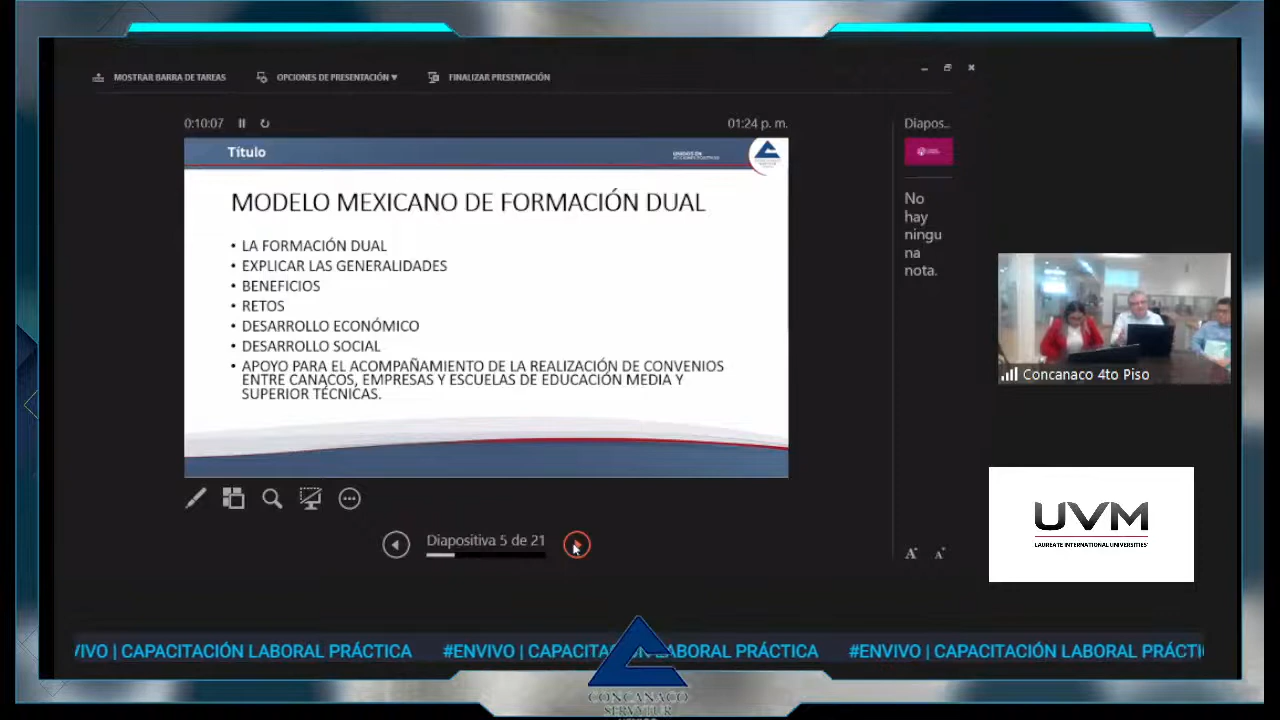 MOSTRAR BARRA DE TAREAS
OPCIONES DE PRESENTACIÓN
FINALIZAR PRESENTACIÓN
0:10:07
01:24 p. m.
Título
MODELO MEXICANO DE FORMACIÓN DUAL
• LA FORMACIÓN DUAL
• EXPLICAR LAS GENERALIDADES
• BENEFICIOS
• RETOS
• DESARROLLO ECONÓMICO
• DESARROLLO SOCIAL
• APOYO PARA EL ACOMPAÑAMIENTO DE LA REALIZACIÓN DE CONVENIOS
ENTRE CANACOS, EMPRESAS Y ESCUELAS DE EDUCACIÓN MEDIA Y
SUPERIOR TÉCNICAS.
Diapositiva 5 de 21
Diapos...
No
hay
ningu
na
nota.
A A
Concanaco 4to Piso
UVM
LAUREATE INTERNATIONAL UNIVERSITIES
VIVO | CAPACITACIÓN LABORAL PRÁCTICA #ENVIVO | CAPACITACIÓN LABORAL PRÁCTICA #ENVIVO | CAPACITACIÓN LABORAL PRÁCTI
CONCANACO
SERVYTUR